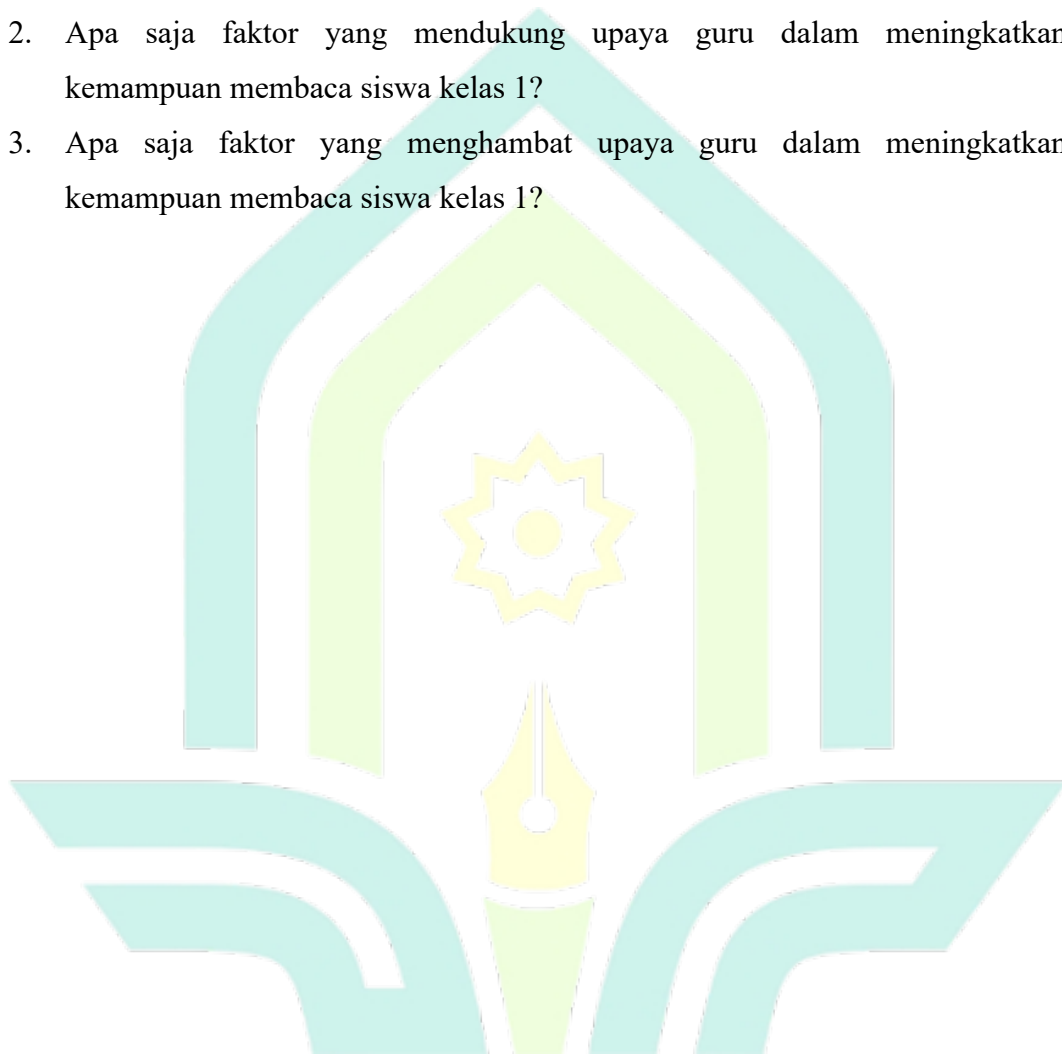 2. Apa saja faktor yang mendukung upaya guru dalam meningkatkan
kemampuan membaca siswa kelas 1?
3. Apa saja faktor yang menghambat upaya guru dalam meningkatkan
kemampuan membaca siswa kelas 1?